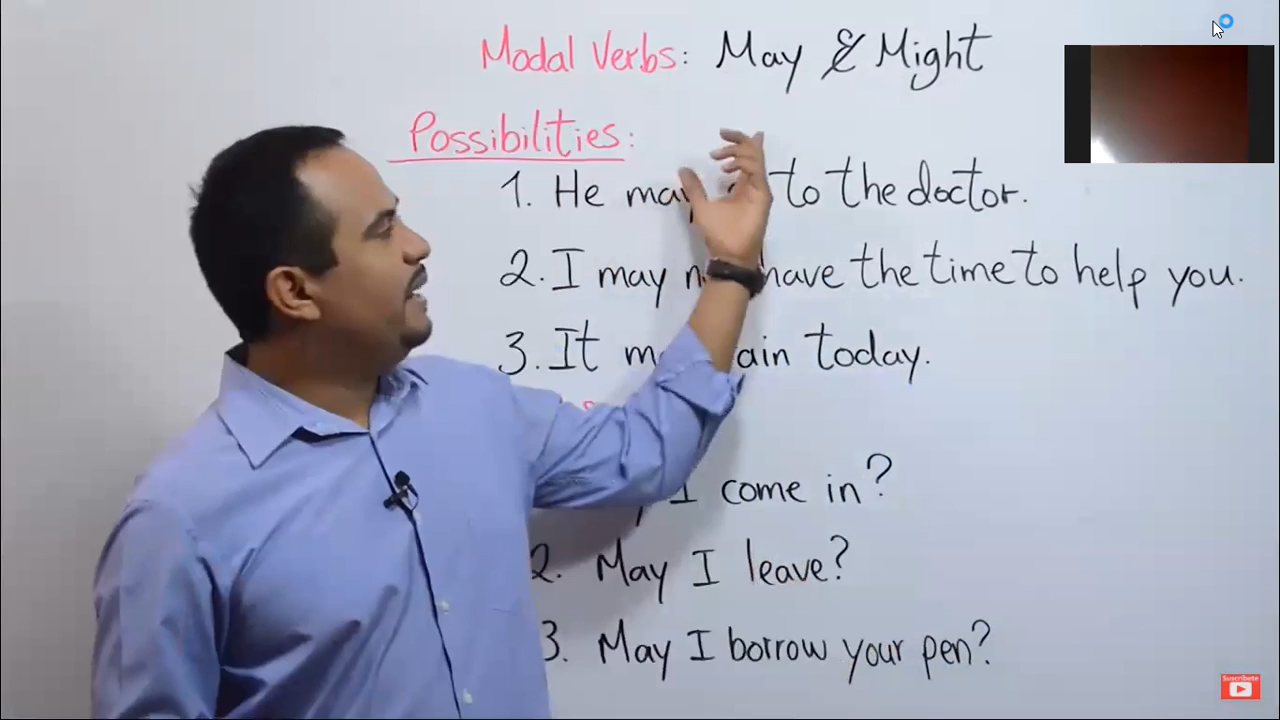 Modal Verbs: May & Might
Possibilities:
1. He may to the doctor.
2. I may have the time to help you.
3. It today.
I come in?
2. May I leave?
3. May I borrow your pen?
Suscríbete